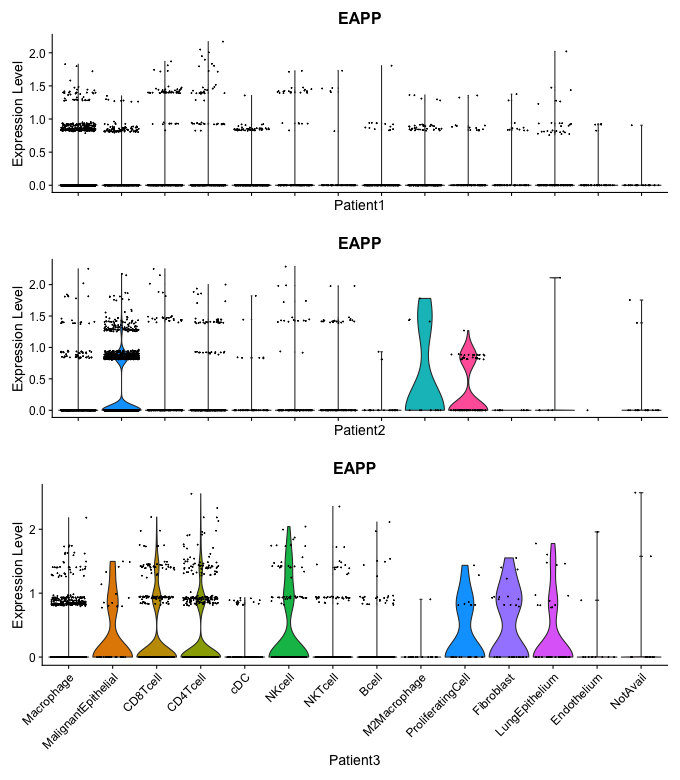 EAPP
Expression Level
2.0
1.5
1.0
0.5
0.0
Patient1
EAPP
Expression Level
2.0
1.5
1.0
0.5
0.0
Patient2
EAPP
Expression Level
2
1
0
Macrophage
MalignantEpithelial
CD8Tcell
CD4Tcell
cDC
NKcell
NKTcell
Bcell
M2Macrophage
ProliferatingCell
Fibroblast
LungEpithelium
Endothelium
NotAvail
Patient3